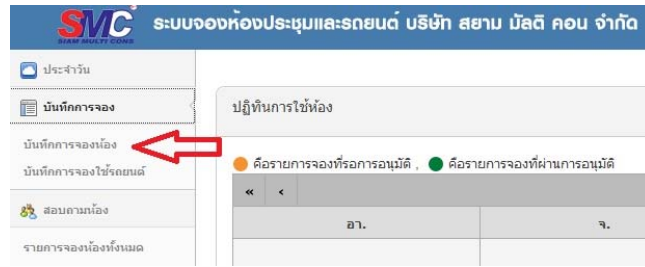 SMC ระบบจองห้องประชุมและรถยนต์ บริษัท สยาม มัลติ คอน จำกัด
SIAM MULTI CONS
ประจำวัน
บันทึกการจอง
ปฏิทินการใช้ห้อง
บันทึกการจองห้อง
คือรายการจองที่รอการอนุมัติ , คือรายการจองที่ผ่านการอนุมัติ
บันทึกการจองใช้รถยนต์
« ‹
สอบถามห้อง
อา. จ.
รายการจองห้องทั้งหมด